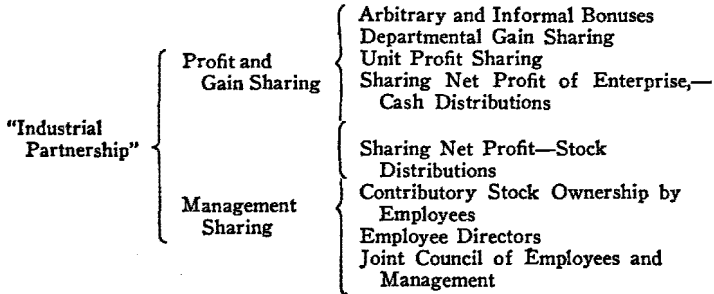 "Industrial
Partnership"
Profit and
Gain Sharing
Arbitrary and Informal Bonuses
Departmental Gain Sharing
Unit Profit Sharing
Sharing Net Profit of Enterprise,—
Cash Distributions
Sharing Net Profit—Stock
Distributions
Management
Sharing
Contributory Stock Ownership by
Employees
Employee Directors
Joint Council of Employees and
Management